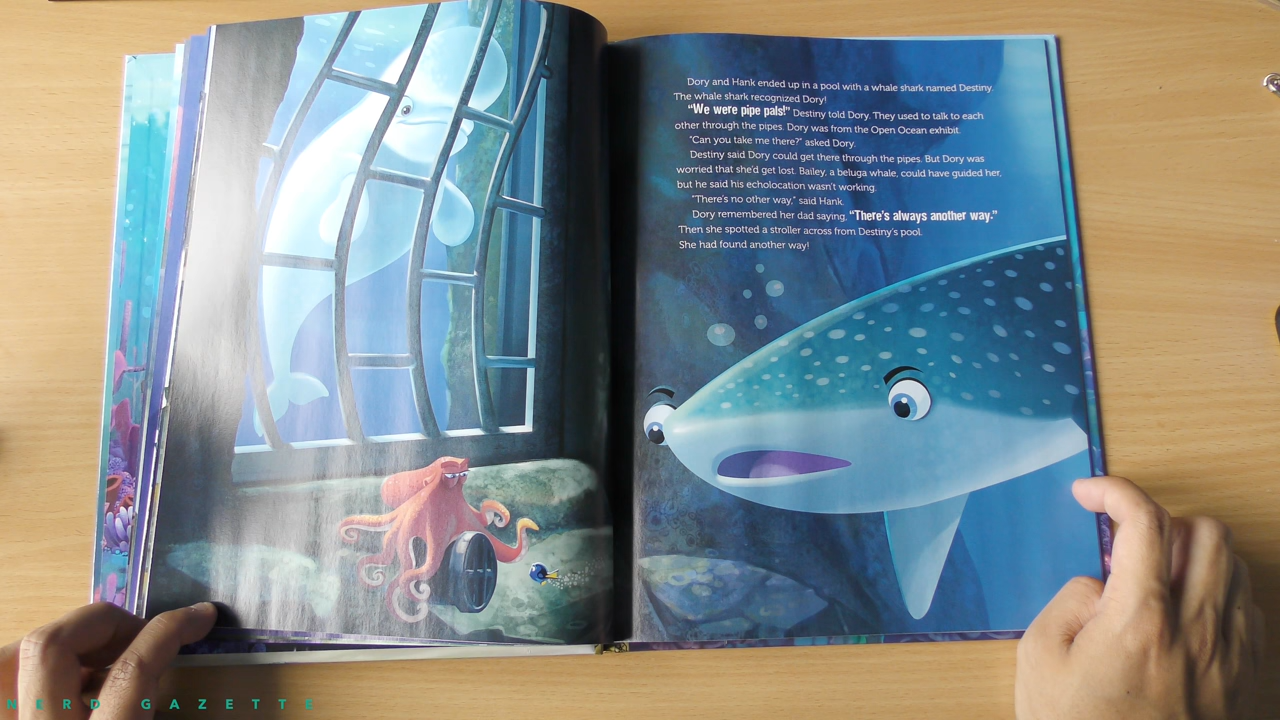 Dory and Hank ended up in a pool with a whale shark named Destiny.
The whale shark recognized Dory!
“We were pipe pals!” Destiny told Dory. They used to talk to each
other through the pipes. Dory was from the Open Ocean exhibit.
“Can you take me there?” asked Dory.
Destiny said Dory could get there through the pipes. But Dory was
worried that she’d get lost. Bailey, a beluga whale, could have guided her,
but he said his echolocation wasn’t working.
“There’s no other way,” said Hank.
Dory remembered her dad saying, “There’s always another way.”
Then she spotted a stroller across from Destiny’s pool.
She had found another way!
NERD GAZETTE